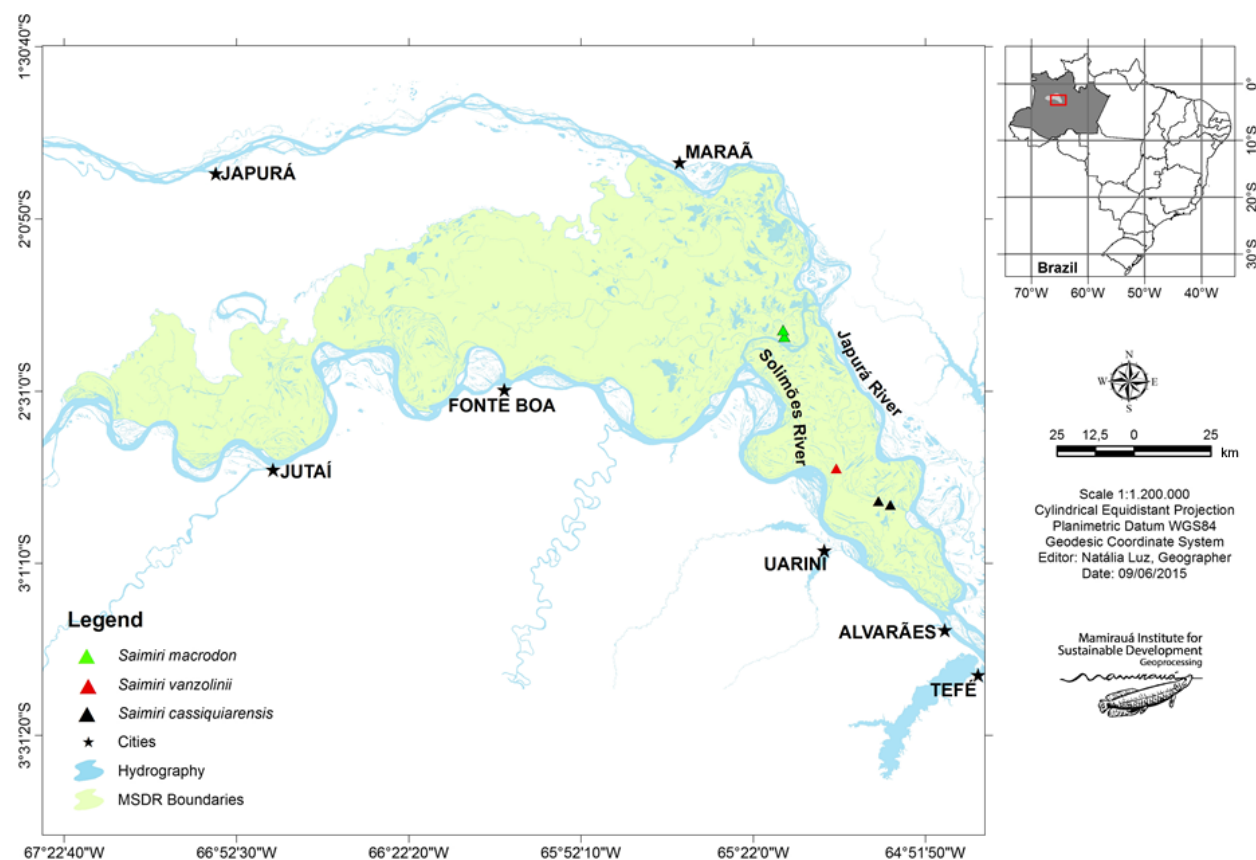 1°30'40"S
2°0'50"S
2°31'10"S
3°1'10"S
3°31'20"S
MARAÃ
JAPURÁ
Japurá River
Solimões River
FONTE BOA
JUTAÍ
UARINÍ
ALVARÃES
TEFÉ
Legend
Saimiri macrodon
Saimiri vanzolinii
Saimiri cassiquiarensis
Cities
Hydrography
MSDR Boundaries
67°22'40"W 66°52'30"W 66°22'20"W 65°52'10"W 65°22'0"W 64°51'50"W
0°
10°S
20°S
30°S
Brazil
70°W 60°W 50°W 40°W
N
W E
S
25 12,5 0 25
km
Scale 1:1.200.000
Cylindrical Equidistant Projection
Planimetric Datum WGS84
Geodesic Coordinate System
Editor: Natália Luz, Geographer
Date: 09/06/2015
Mamirauá Institute for
Sustainable Development
Geoprocessing
mamirauá